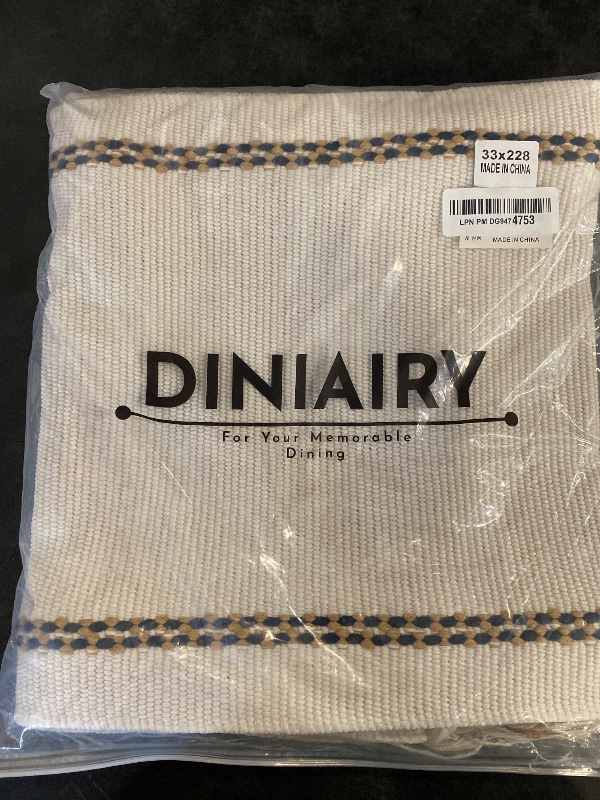 33x228
MADE IN CHINA
LPN PM DG947 4753
MADE IN CHINA
DINIAIRY
For Your Memorable
Dining